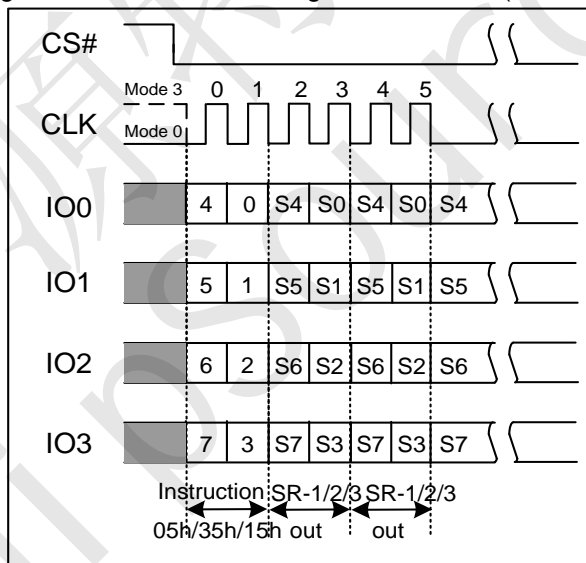 CS#
Mode 3 0 1 2 3 4 5
CLK
Mode 0
IO0 4 0 S4 S0 S4 S0 S4
IO1 5 1 S5 S1 S5 S1 S5
IO2 6 2 S6 S2 S6 S2 S6
IO3 7 3 S7 S3 S7 S3 S7
Instruction SR-1/2/3 SR-1/2/3
05h/35h/15h out out